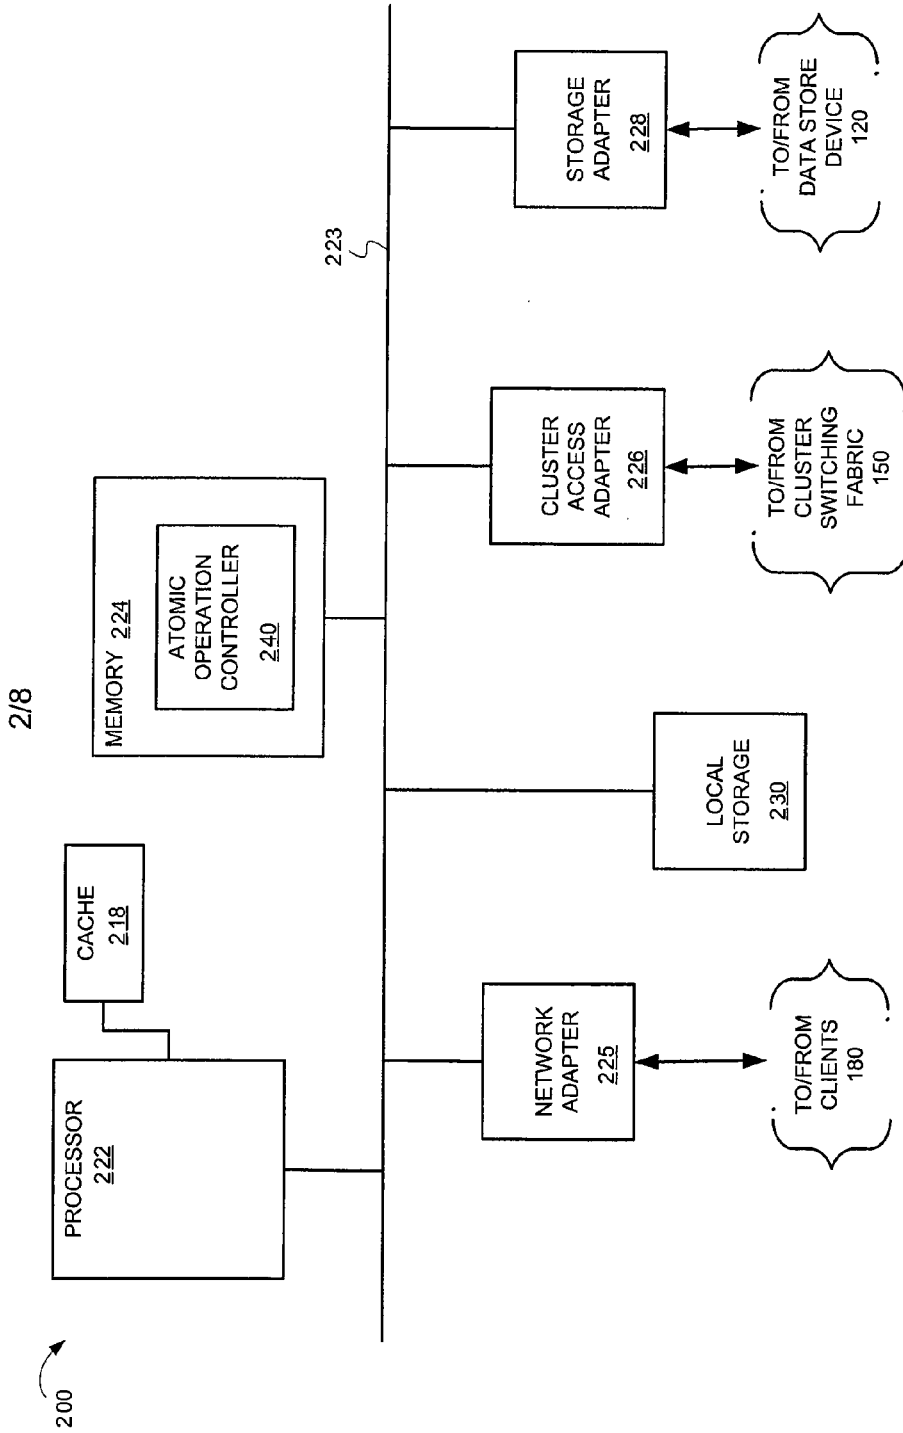 2/8
200
PROCESSOR
222
CACHE
218
MEMORY 224
ATOMIC
OPERATION
CONTROLLER
240
223
NETWORK
ADAPTER
225
LOCAL
STORAGE
230
CLUSTER
ACCESS
ADAPTER
226
STORAGE
ADAPTER
228
TO/FROM
CLIENTS
180
TO/FROM
CLUSTER
SWITCHING
FABRIC
150
TO/FROM
DATA STORE
DEVICE
120